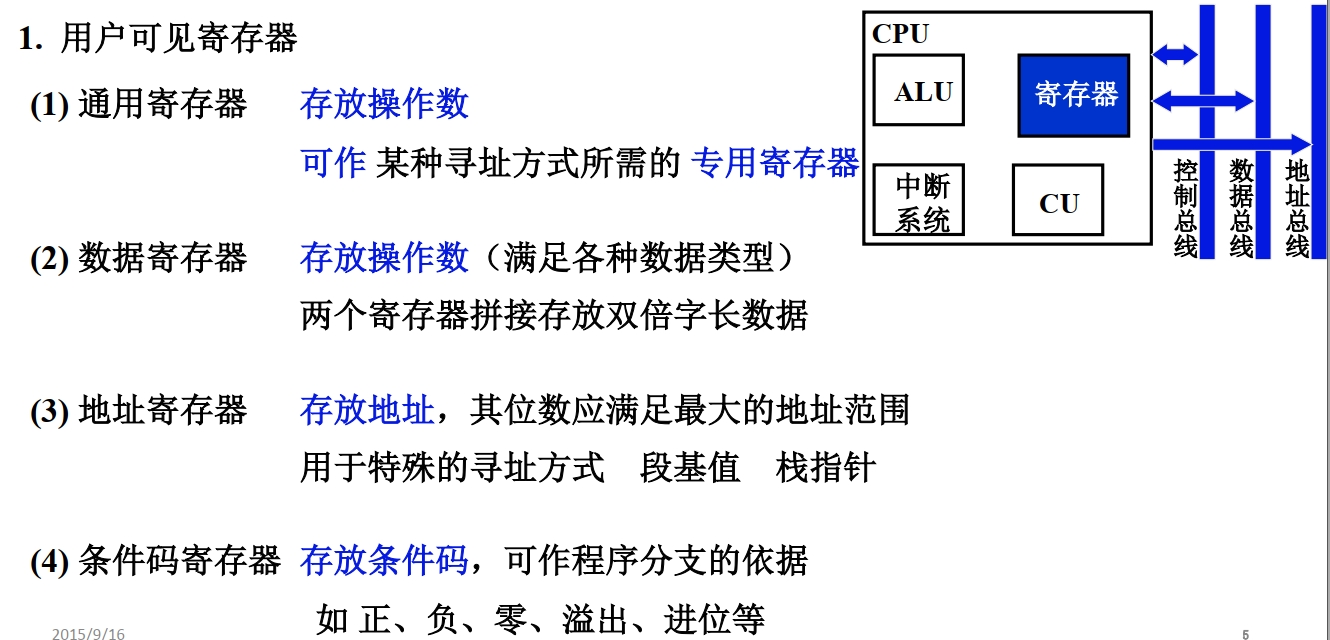 1. 用户可见寄存器
(1) 通用寄存器 存放操作数
可作 某种寻址方式所需的 专用寄存器
(2) 数据寄存器 存放操作数（满足各种数据类型）
两个寄存器拼接存放双倍字长数据
(3) 地址寄存器 存放地址，其位数应满足最大的地址范围
用于特殊的寻址方式 段基值 栈指针
(4) 条件码寄存器 存放条件码，可作程序分支的依据
如 正、负、零、溢出、进位等
CPU
ALU
寄存器
中断
系统
CU
控制总线
数据总线
地址总线
2015/9/16
5